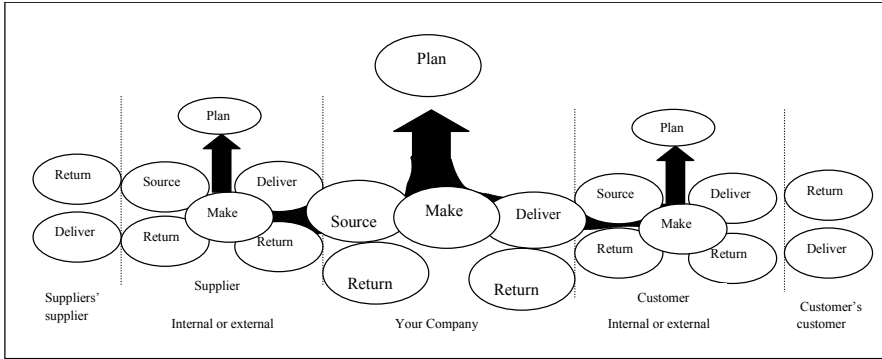 Plan
Plan
Plan
Return
Source
Deliver
Source
Deliver
Return
Make
Source
Make
Deliver
Make
Deliver
Return
Return
Return
Return
Return
Return
Deliver
Suppliers’
supplier
Supplier
Internal or external
Your Company
Customer
Internal or external
Customer’s
customer